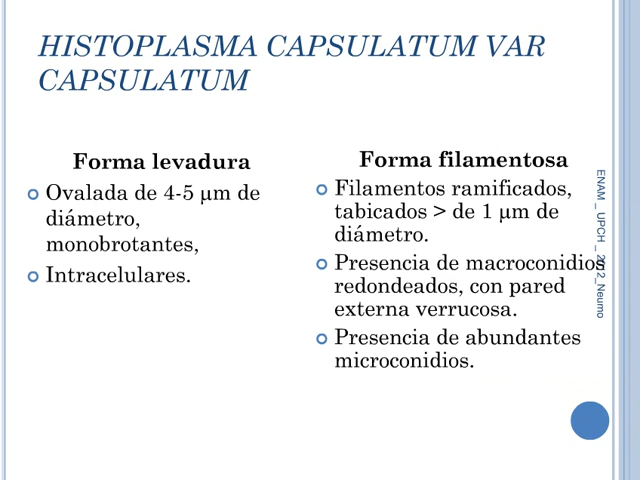 HISTOPLASMA CAPSULATUM VAR
CAPSULATUM
Forma levadura
Ovalada de 4-5 µm de
diámetro,
monobrotantes,
Intracelulares.
Forma filamentosa
Filamentos ramificados,
tabicados > de 1 µm de
diámetro.
Presencia de macroconidios
redondeados, con pared
externa verrucosa.
Presencia de abundantes
microconidios.
ENAM _ UPCH _ 2012_Neumo